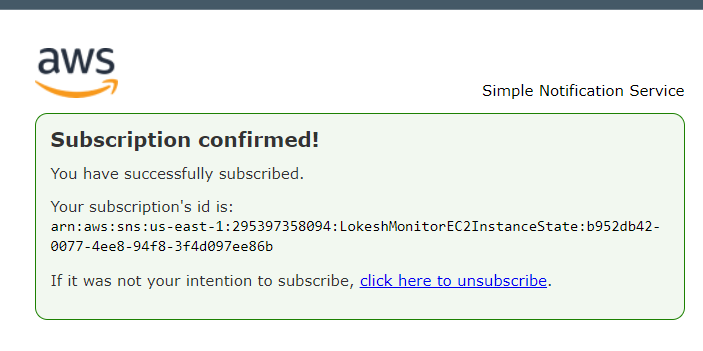 aws
Simple Notification Service
Subscription confirmed!
You have successfully subscribed.
Your subscription's id is:
arn:aws:sns:us-east-1:295397358094:LokeshMonitorEC2InstanceState:b952db42-
0077-4ee8-94f8-3f4d097ee86b
If it was not your intention to subscribe, click here to unsubscribe.